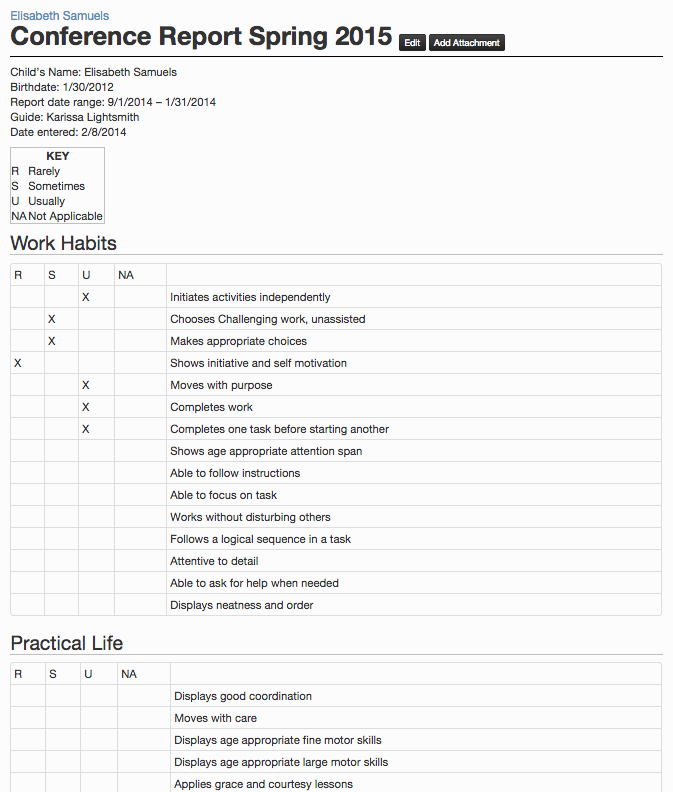 Elisabeth Samuels
Conference Report Spring 2015 Edit Add Attachment
Child's Name: Elisabeth Samuels
Birthdate: 1/30/2012
Report date range: 9/1/2014 – 1/31/2014
Guide: Karissa Lightsmith
Date entered: 2/8/2014
KEY
R Rarely
S Sometimes
U Usually
NA Not Applicable
Work Habits
R S U NA
X Initiates activities independently
X Chooses Challenging work, unassisted
X Makes appropriate choices
X Shows initiative and self motivation
X Moves with purpose
X Completes work
X Completes one task before starting another
Shows age appropriate attention span
Able to follow instructions
Able to focus on task
Works without disturbing others
Follows a logical sequence in a task
Attentive to detail
Able to ask for help when needed
Displays neatness and order
Practical Life
R S U NA
Displays good coordination
Moves with care
Displays age appropriate fine motor skills
Displays age appropriate large motor skills
Applies grace and courtesy lessons